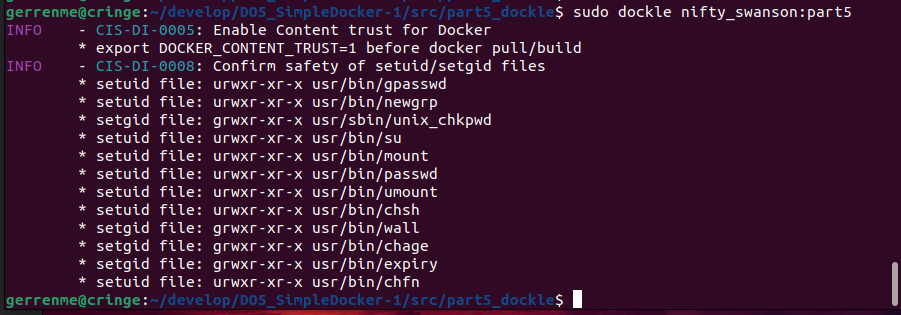 gerrenme@cringe:~/develop/DO5_SimpleDocker-1/src/part5_dockle$ sudo dockle nifty_swanson:part5
INFO    - CIS-DI-0005: Enable Content trust for Docker
        * export DOCKER_CONTENT_TRUST=1 before docker pull/build
INFO    - CIS-DI-0008: Confirm safety of setuid/setgid files
        * setuid file: urwxr-xr-x usr/bin/gpasswd
        * setuid file: urwxr-xr-x usr/bin/newgrp
        * setgid file: grwxr-xr-x usr/sbin/unix_chkpwd
        * setuid file: urwxr-xr-x usr/bin/su
        * setuid file: urwxr-xr-x usr/bin/mount
        * setuid file: urwxr-xr-x usr/bin/passwd
        * setuid file: urwxr-xr-x usr/bin/umount
        * setuid file: urwxr-xr-x usr/bin/chsh
        * setgid file: grwxr-xr-x usr/bin/wall
        * setgid file: grwxr-xr-x usr/bin/chage
        * setgid file: grwxr-xr-x usr/bin/expiry
        * setuid file: urwxr-xr-x usr/bin/chfn
gerrenme@cringe:~/develop/DO5_SimpleDocker-1/src/part5_dockle$